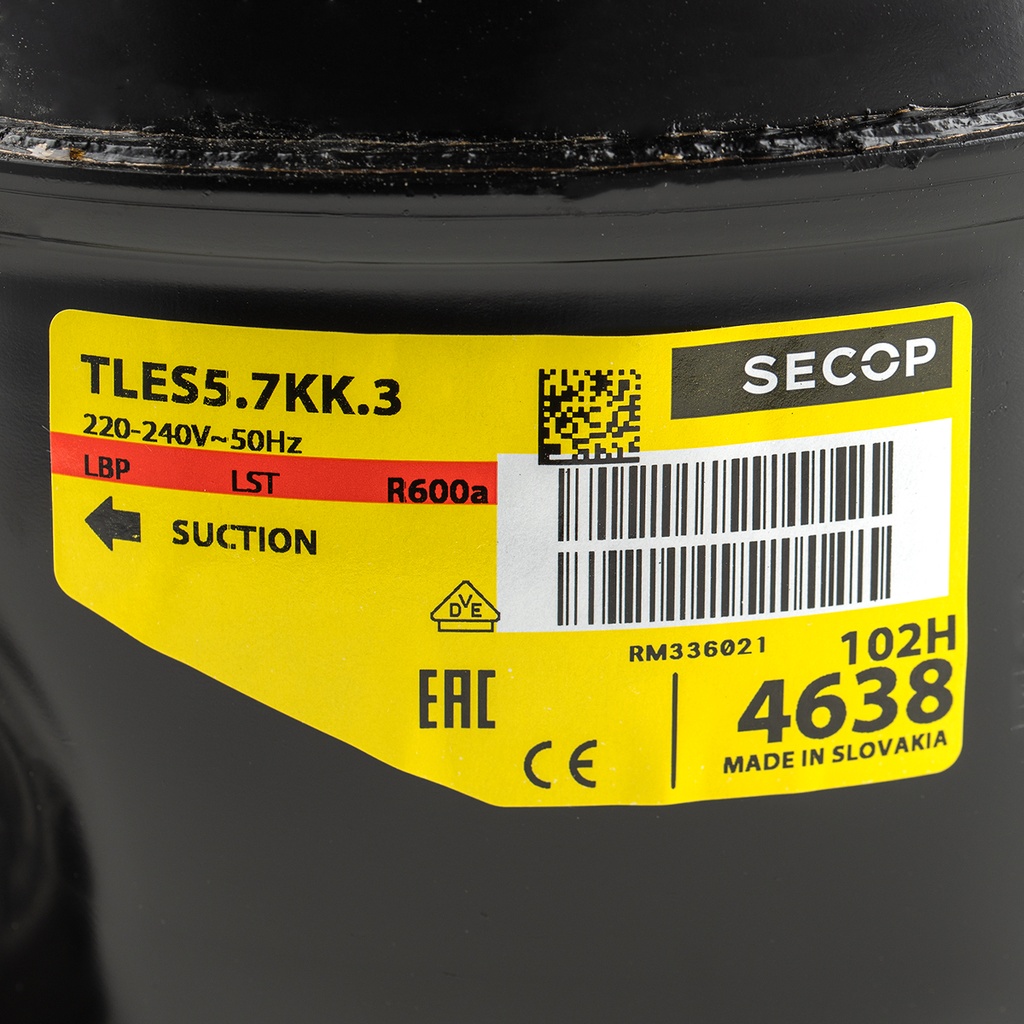 TLES5.7KK.3
SECOP
220-240V~50Hz
LBP LST R600a
SUCTION
DVE
RM336021
102H
EAC
4638
CE
MADE IN SLOVAKIA